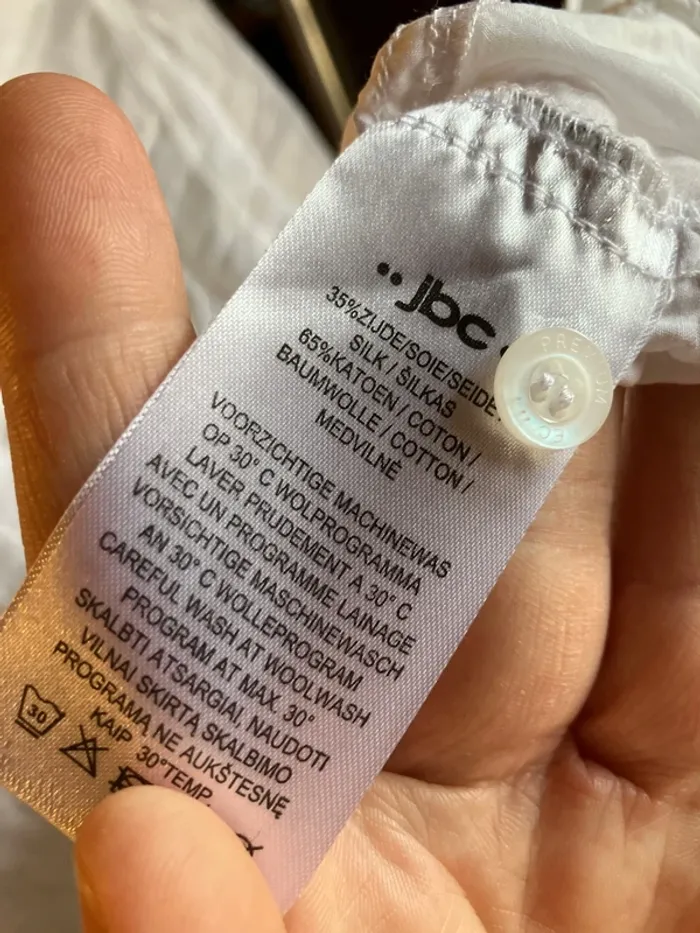 jbc
35%ZIJDE/SOIE/SEIDE/
SILK / ŠILKAS
65%KATOEN / COTON /
BAUMWOLLE / COTTON /
MEDVILNĖ
VOORZICHTIGE MACHINEWAS
OP 30° C WOLPROGRAMMA
LAVER PRUDEMENT A 30° C
AVEC UN PROGRAMME LAINAGE
VORSICHTIGE MASCHINEWASCH
AN 30° C WOLLEPROGRAM
CAREFUL WASH AT WOOLWASH
PROGRAM AT MAX. 30°
SKALBTI ATSARGIAI, NAUDOTI
VILNAI SKIRTĄ SKALBIMO
PROGRAMĄ NE AUKŠTESNĘ
KAIP 30°TEMP.
30